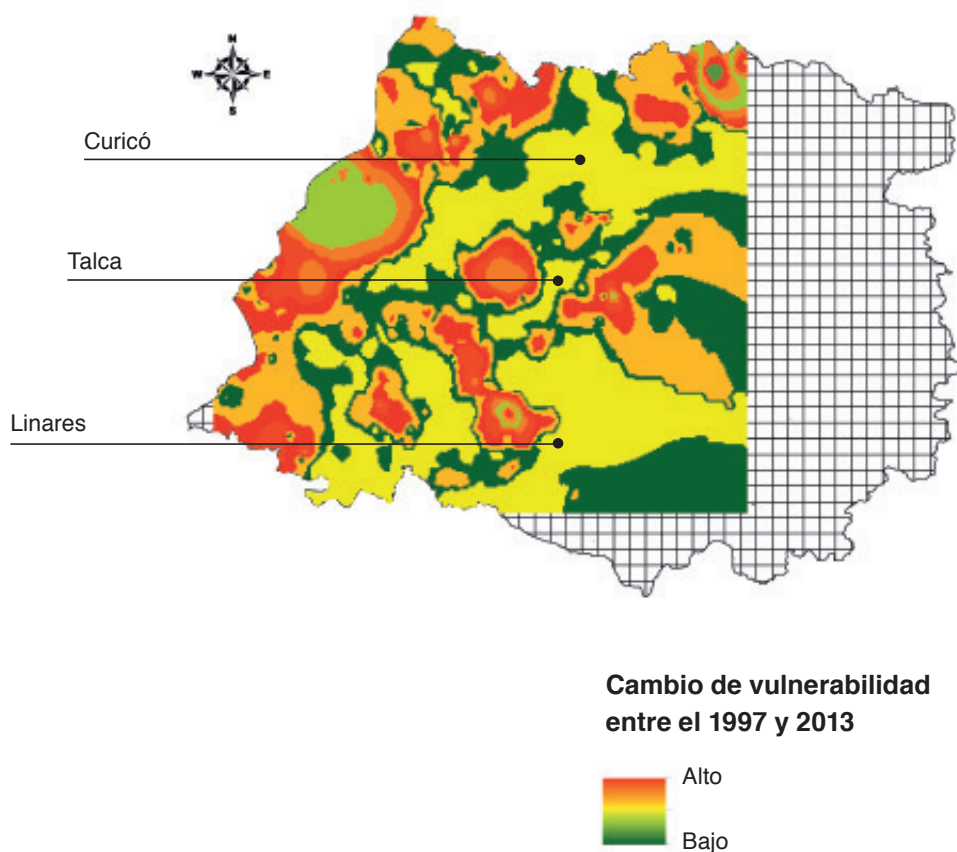 N
W E
S
Curicó
Talca
Linares
Cambio de vulnerabilidad
entre el 1997 y 2013
Alto
Bajo